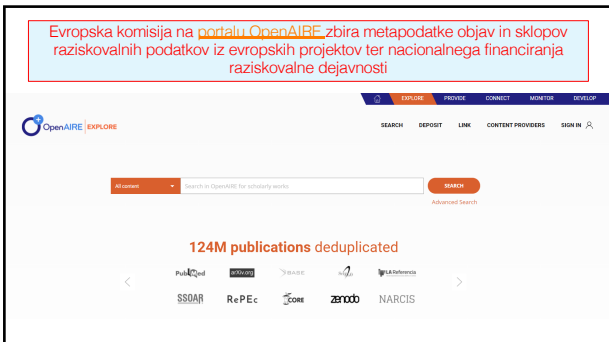 Evropska komisija na portalu OpenAIRE zbira metapodatke objav in sklopov
raziskovalnih podatkov iz evropskih projektov ter nacionalnega financiranja
raziskovalne dejavnosti
EXPLORE PROVIDE CONNECT MONITOR DEVELOP
OpenAIRE EXPLORE
SEARCH DEPOSIT LINK CONTENT PROVIDERS SIGN IN
All content Search in OpenAIRE for scholarly works SEARCH
Advanced Search
124M publications deduplicated
PubMed arXiv.org BASE LA Referencia
SSOAR RePEc CORE zenodo NARCIS